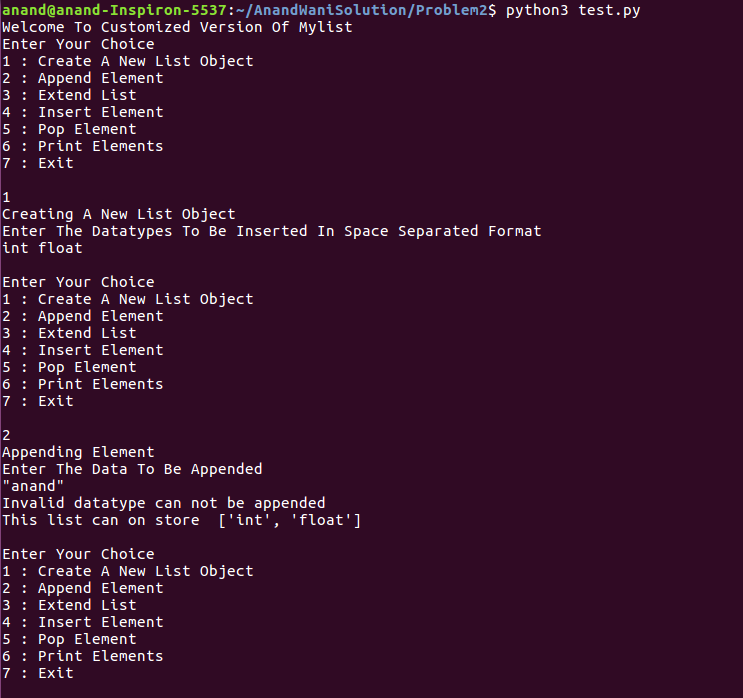 anand@anand-Inspiron-5537:~/AnandWaniSolution/Problem2$ python3 test.py
Welcome To Customized Version Of Mylist
Enter Your Choice
1 : Create A New List Object
2 : Append Element
3 : Extend List
4 : Insert Element
5 : Pop Element
6 : Print Elements
7 : Exit
1
Creating A New List Object
Enter The Datatypes To Be Inserted In Space Separated Format
int float
Enter Your Choice
1 : Create A New List Object
2 : Append Element
3 : Extend List
4 : Insert Element
5 : Pop Element
6 : Print Elements
7 : Exit
2
Appending Element
Enter The Data To Be Appended
"anand"
Invalid datatype can not be appended
This list can on store  ['int', 'float']
Enter Your Choice
1 : Create A New List Object
2 : Append Element
3 : Extend List
4 : Insert Element
5 : Pop Element
6 : Print Elements
7 : Exit